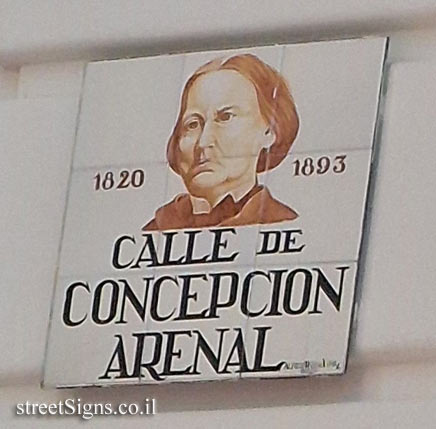 1820 1893
CALLE DE
CONCEPCION
ARENAL
streetSigns.co.il